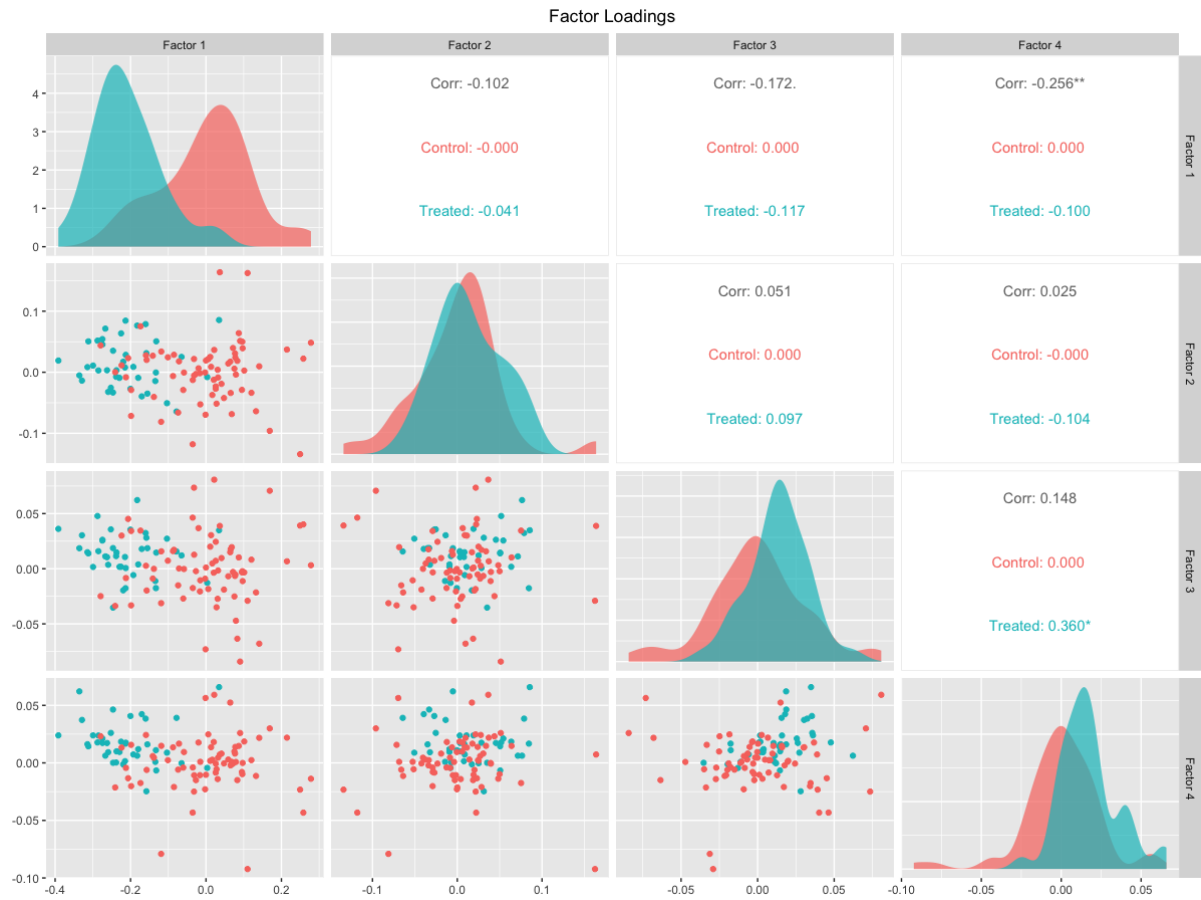 Factor Loadings
Factor 1 Factor 2 Factor 3 Factor 4
4
3
2
1
0
Corr: -0.102
Control: -0.000
Treated: -0.041
Corr: -0.172.
Control: 0.000
Treated: -0.117
Corr: -0.256**
Control: 0.000
Treated: -0.100
Factor 1
0.1
0.0
-0.1
Corr: 0.051
Control: 0.000
Treated: 0.097
Corr: 0.025
Control: -0.000
Treated: -0.104
Factor 2
0.05
0.00
-0.05
Corr: 0.148
Control: 0.000
Treated: 0.360*
Factor 3
0.05
0.00
-0.05
-0.10
Factor 4
-0.4 -0.2 0.0 0.2
-0.1 0.0 0.1
-0.05 0.00 0.05
-0.10 -0.05 0.00 0.05